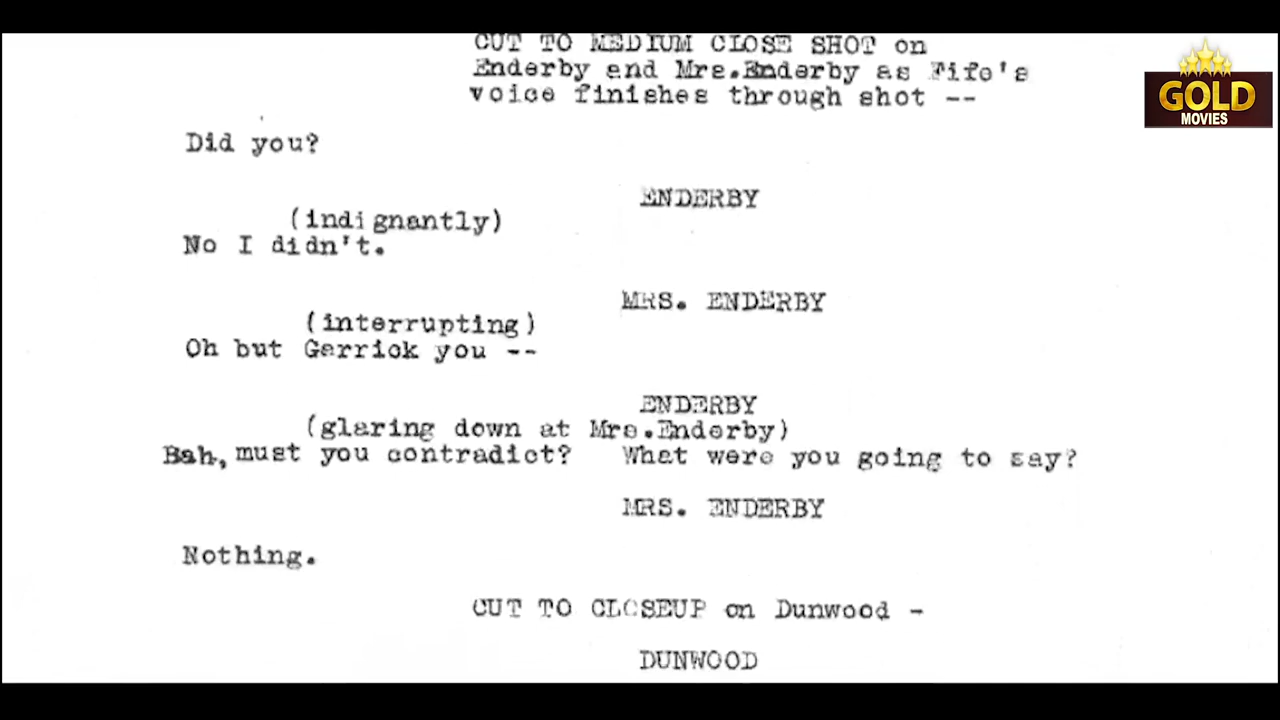 CUT TO MEDIUM CLOSE SHOT on
Enderby and Mrs.Enderby as Fife's
voice finishes through shot --
GOLD
MOVIES
Did you?
ENDERBY
(indignantly)
No I didn't.
MRS. ENDERBY
(interrupting)
Oh but Garrick you --
ENDERBY
(glaring down at Mrs.Enderby)
Bah, must you contradict? What were you going to say?
MRS. ENDERBY
Nothing.
CUT TO CLOSEUP on Dunwood -
DUNWOOD